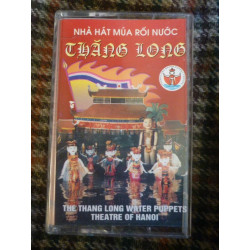 NHÀ HÁT MÚA RỐI NƯỚC
THĂNG LONG
THE THANG LONG WATER PUPPETS
THEATRE OF HANOI